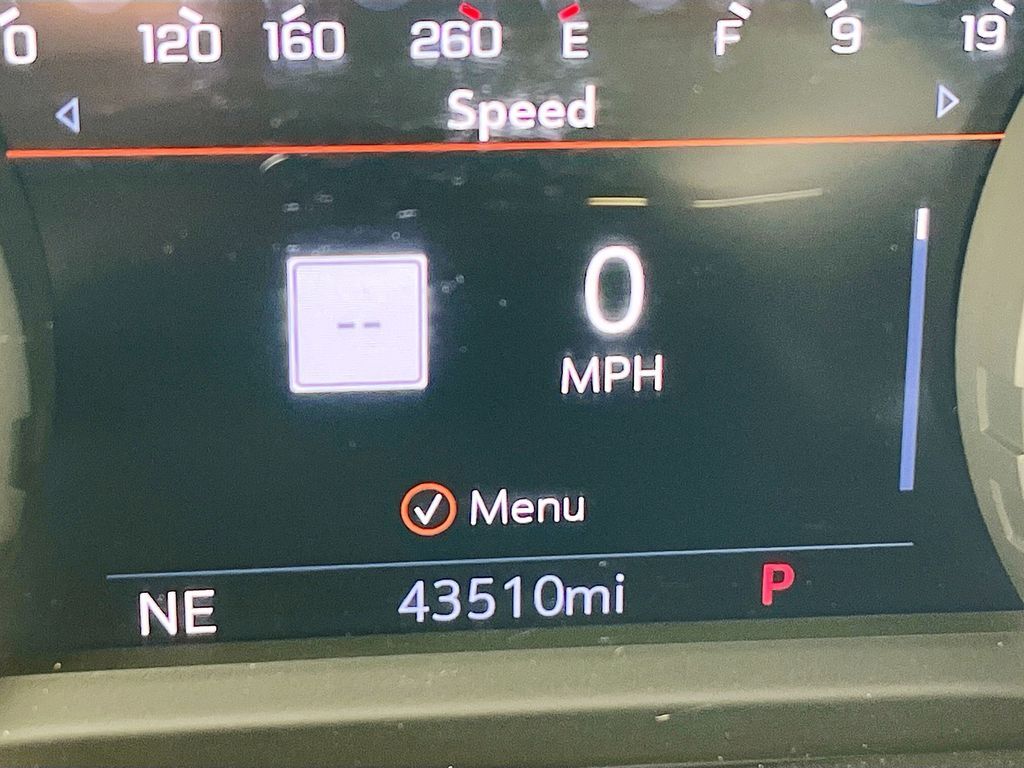 0 120 160 260 E F 9 19
Speed
-- 0
MPH
Menu
NE 43510mi P